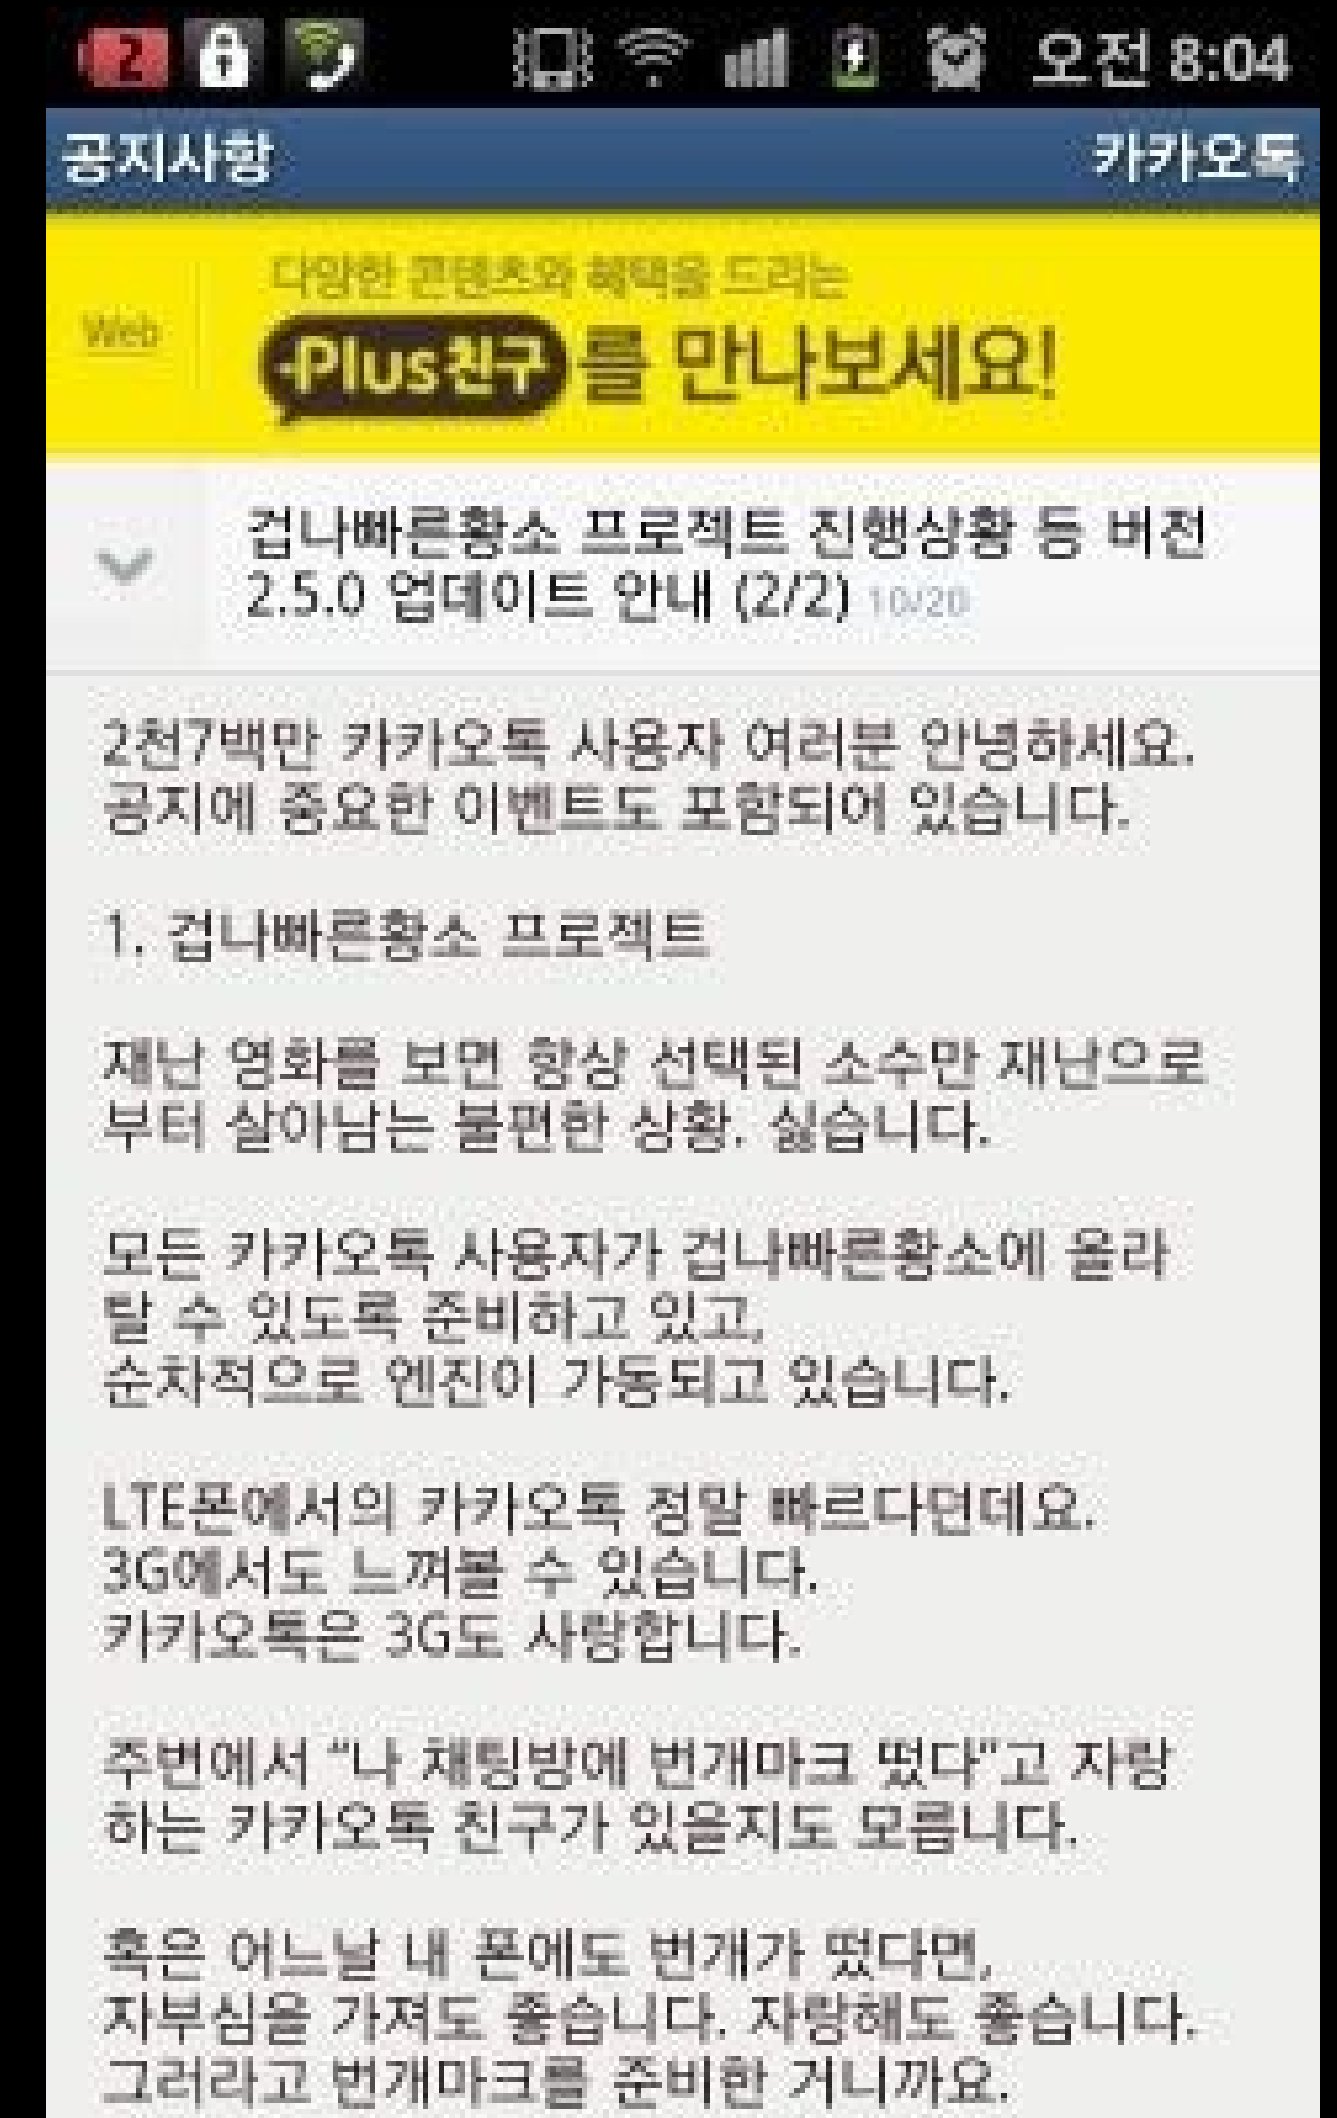 2
오전 8:04
공지사항
카카오톡
다양한 콘텐츠와 혜택을 드리는
Web
Plus친구를 만나보세요!
겁나빠른황소 프로젝트 진행상황 등 버전
2.5.0 업데이트 안내 (2/2) 10/20
2천7백만 카카오톡 사용자 여러분 안녕하세요.
공지에 중요한 이벤트도 포함되어 있습니다.
1. 겁나빠른황소 프로젝트
재난 영화를 보면 항상 선택된 소수만 재난으로
부터 살아남는 불편한 상황. 싫습니다.
모든 카카오톡 사용자가 겁나빠른황소에 올라
탈 수 있도록 준비하고 있고,
순차적으로 엔진이 가동되고 있습니다.
LTE폰에서의 카카오톡 정말 빠르다던데요.
3G에서도 느껴볼 수 있습니다.
카카오톡은 3G도 사랑합니다.
주변에서 “나 채팅방에 번개마크 떴다”고 자랑
하는 카카오톡 친구가 있을지도 모릅니다.
혹은 어느날 내 폰에도 번개가 떴다면,
자부심을 가져도 좋습니다. 자랑해도 좋습니다.
그러라고 번개마크를 준비한 거니까요.